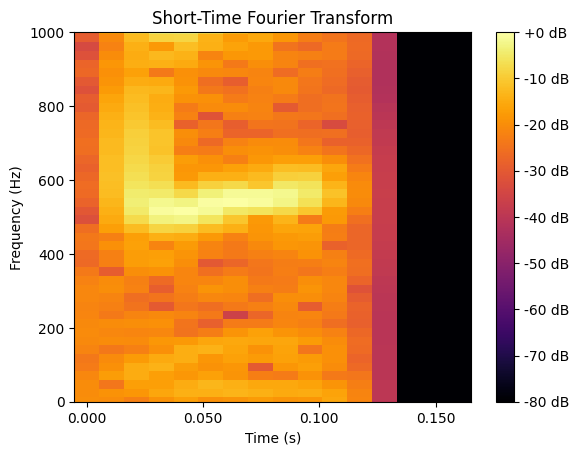 Short-Time Fourier Transform
Frequency (Hz)
1000
800
600
400
200
0
0.000
0.050
0.100
0.150
Time (s)
+0 dB
-10 dB
-20 dB
-30 dB
-40 dB
-50 dB
-60 dB
-70 dB
-80 dB